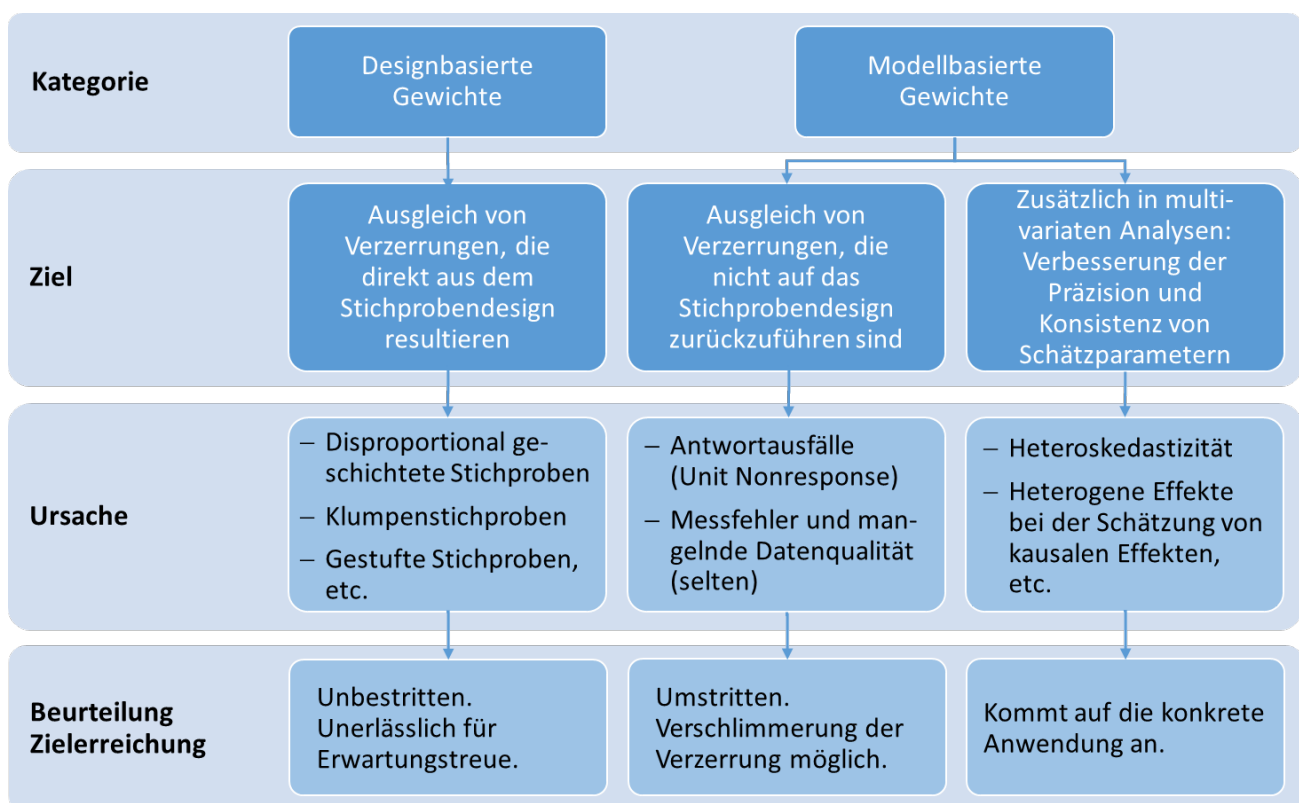 Kategorie
Designbasierte
Gewichte
Modellbasierte
Gewichte
Ziel
Ausgleich von
Verzerrungen, die
direkt aus dem
Stichprobendesign
resultieren
Ausgleich von
Verzerrungen, die
nicht auf das
Stichprobendesign
zurückzuführen sind
Zusätzlich in multi-
variaten Analysen:
Verbesserung der
Präzision und
Konsistenz von
Schätzparametern
Ursache
– Disproportional ge-
schichtete Stichproben
– Klumpenstichproben
– Gestufte Stichproben,
etc.
– Antwortausfälle
(Unit Nonresponse)
– Messfehler und man-
gelnde Datenqualität
(selten)
– Heteroskedastizität
– Heterogene Effekte
bei der Schätzung von
kausalen Effekten,
etc.
Beurteilung
Zielerreichung
Unbestritten.
Unerlässlich für
Erwartungstreue.
Umstritten.
Verschlimmerung der
Verzerrung möglich.
Kommt auf die konkrete
Anwendung an.